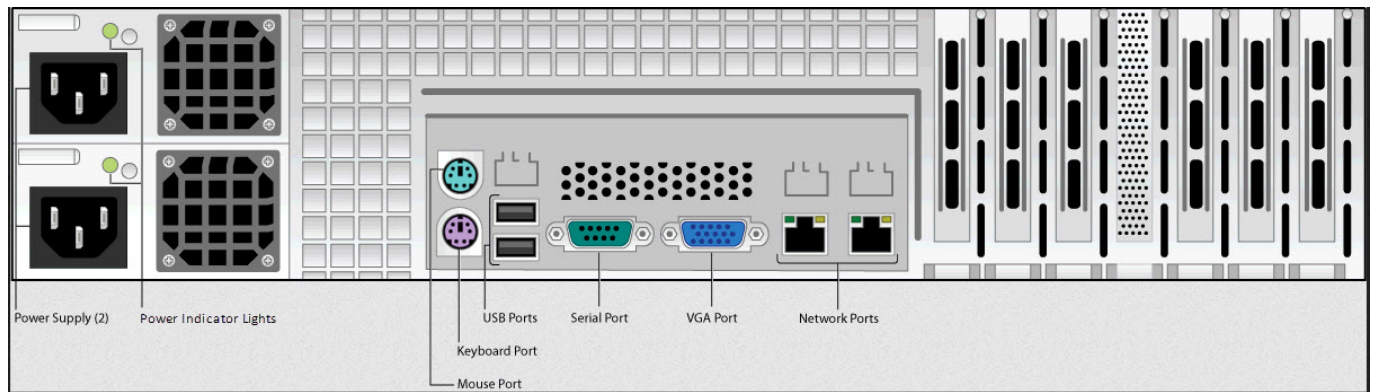 Power Supply (2)
Power Indicator Lights
USB Ports
Serial Port
VGA Port
Network Ports
Keyboard Port
Mouse Port